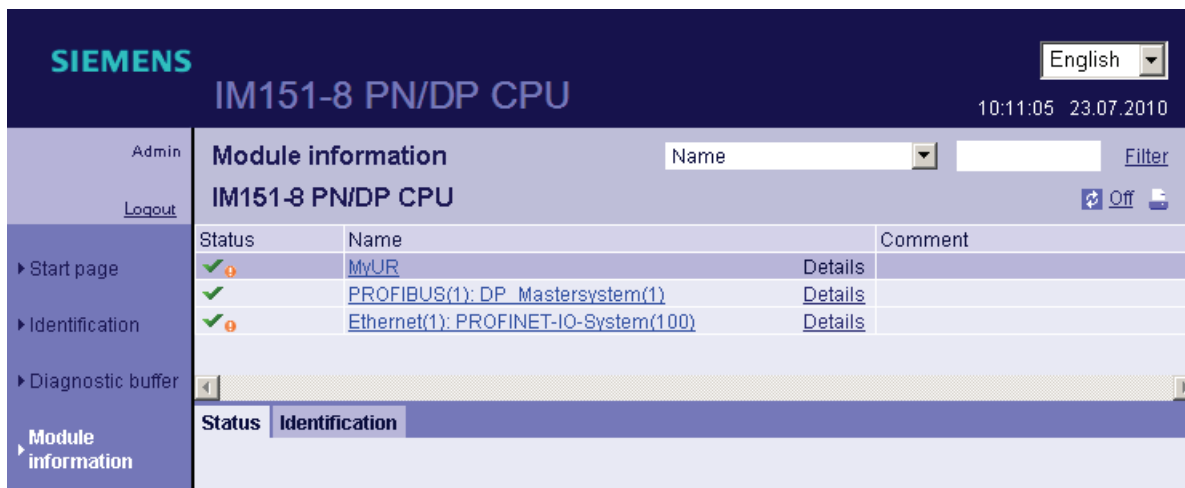 SIEMENS
English
IM151-8 PN/DP CPU
10:11:05 23.07.2010
Admin
Module information
Name
Filter
Logout
IM151-8 PN/DP CPU
Off
Status Name Comment
Start page
MyUR Details
PROFIBUS(1): DP_Mastersystem(1) Details
Identification
Ethernet(1): PROFINET-IO-System(100) Details
Diagnostic buffer
Status Identification
Module
information